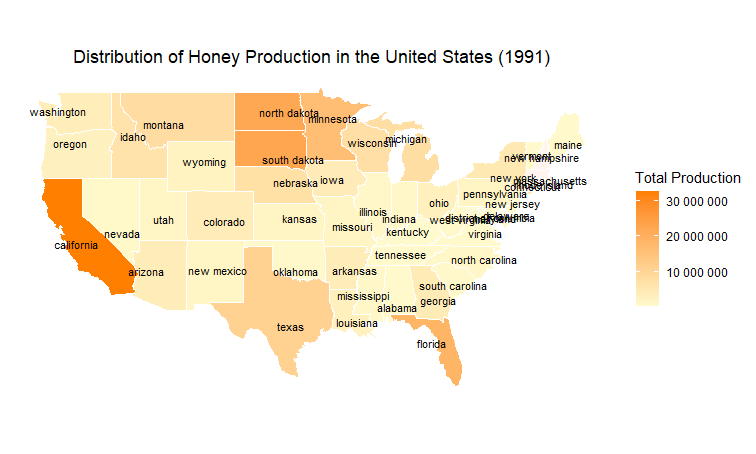 Distribution of Honey Production in the United States (1991)
washington
montana
north dakota
minnesota
oregon
idaho
wisconsin
michigan
maine
vermont
new hampshire
wyoming
south dakota
massachusetts
rhode island
connecticut
new york
nebraska
iowa
pennsylvania
new jersey
utah
colorado
kansas
illinois
indiana
ohio
delaware
district of columbia
maryland
west virginia
nevada
california
missouri
kentucky
virginia
arizona
new mexico
oklahoma
arkansas
tennessee
north carolina
south carolina
mississippi
alabama
georgia
texas
louisiana
florida
Total Production
30 000 000
20 000 000
10 000 000